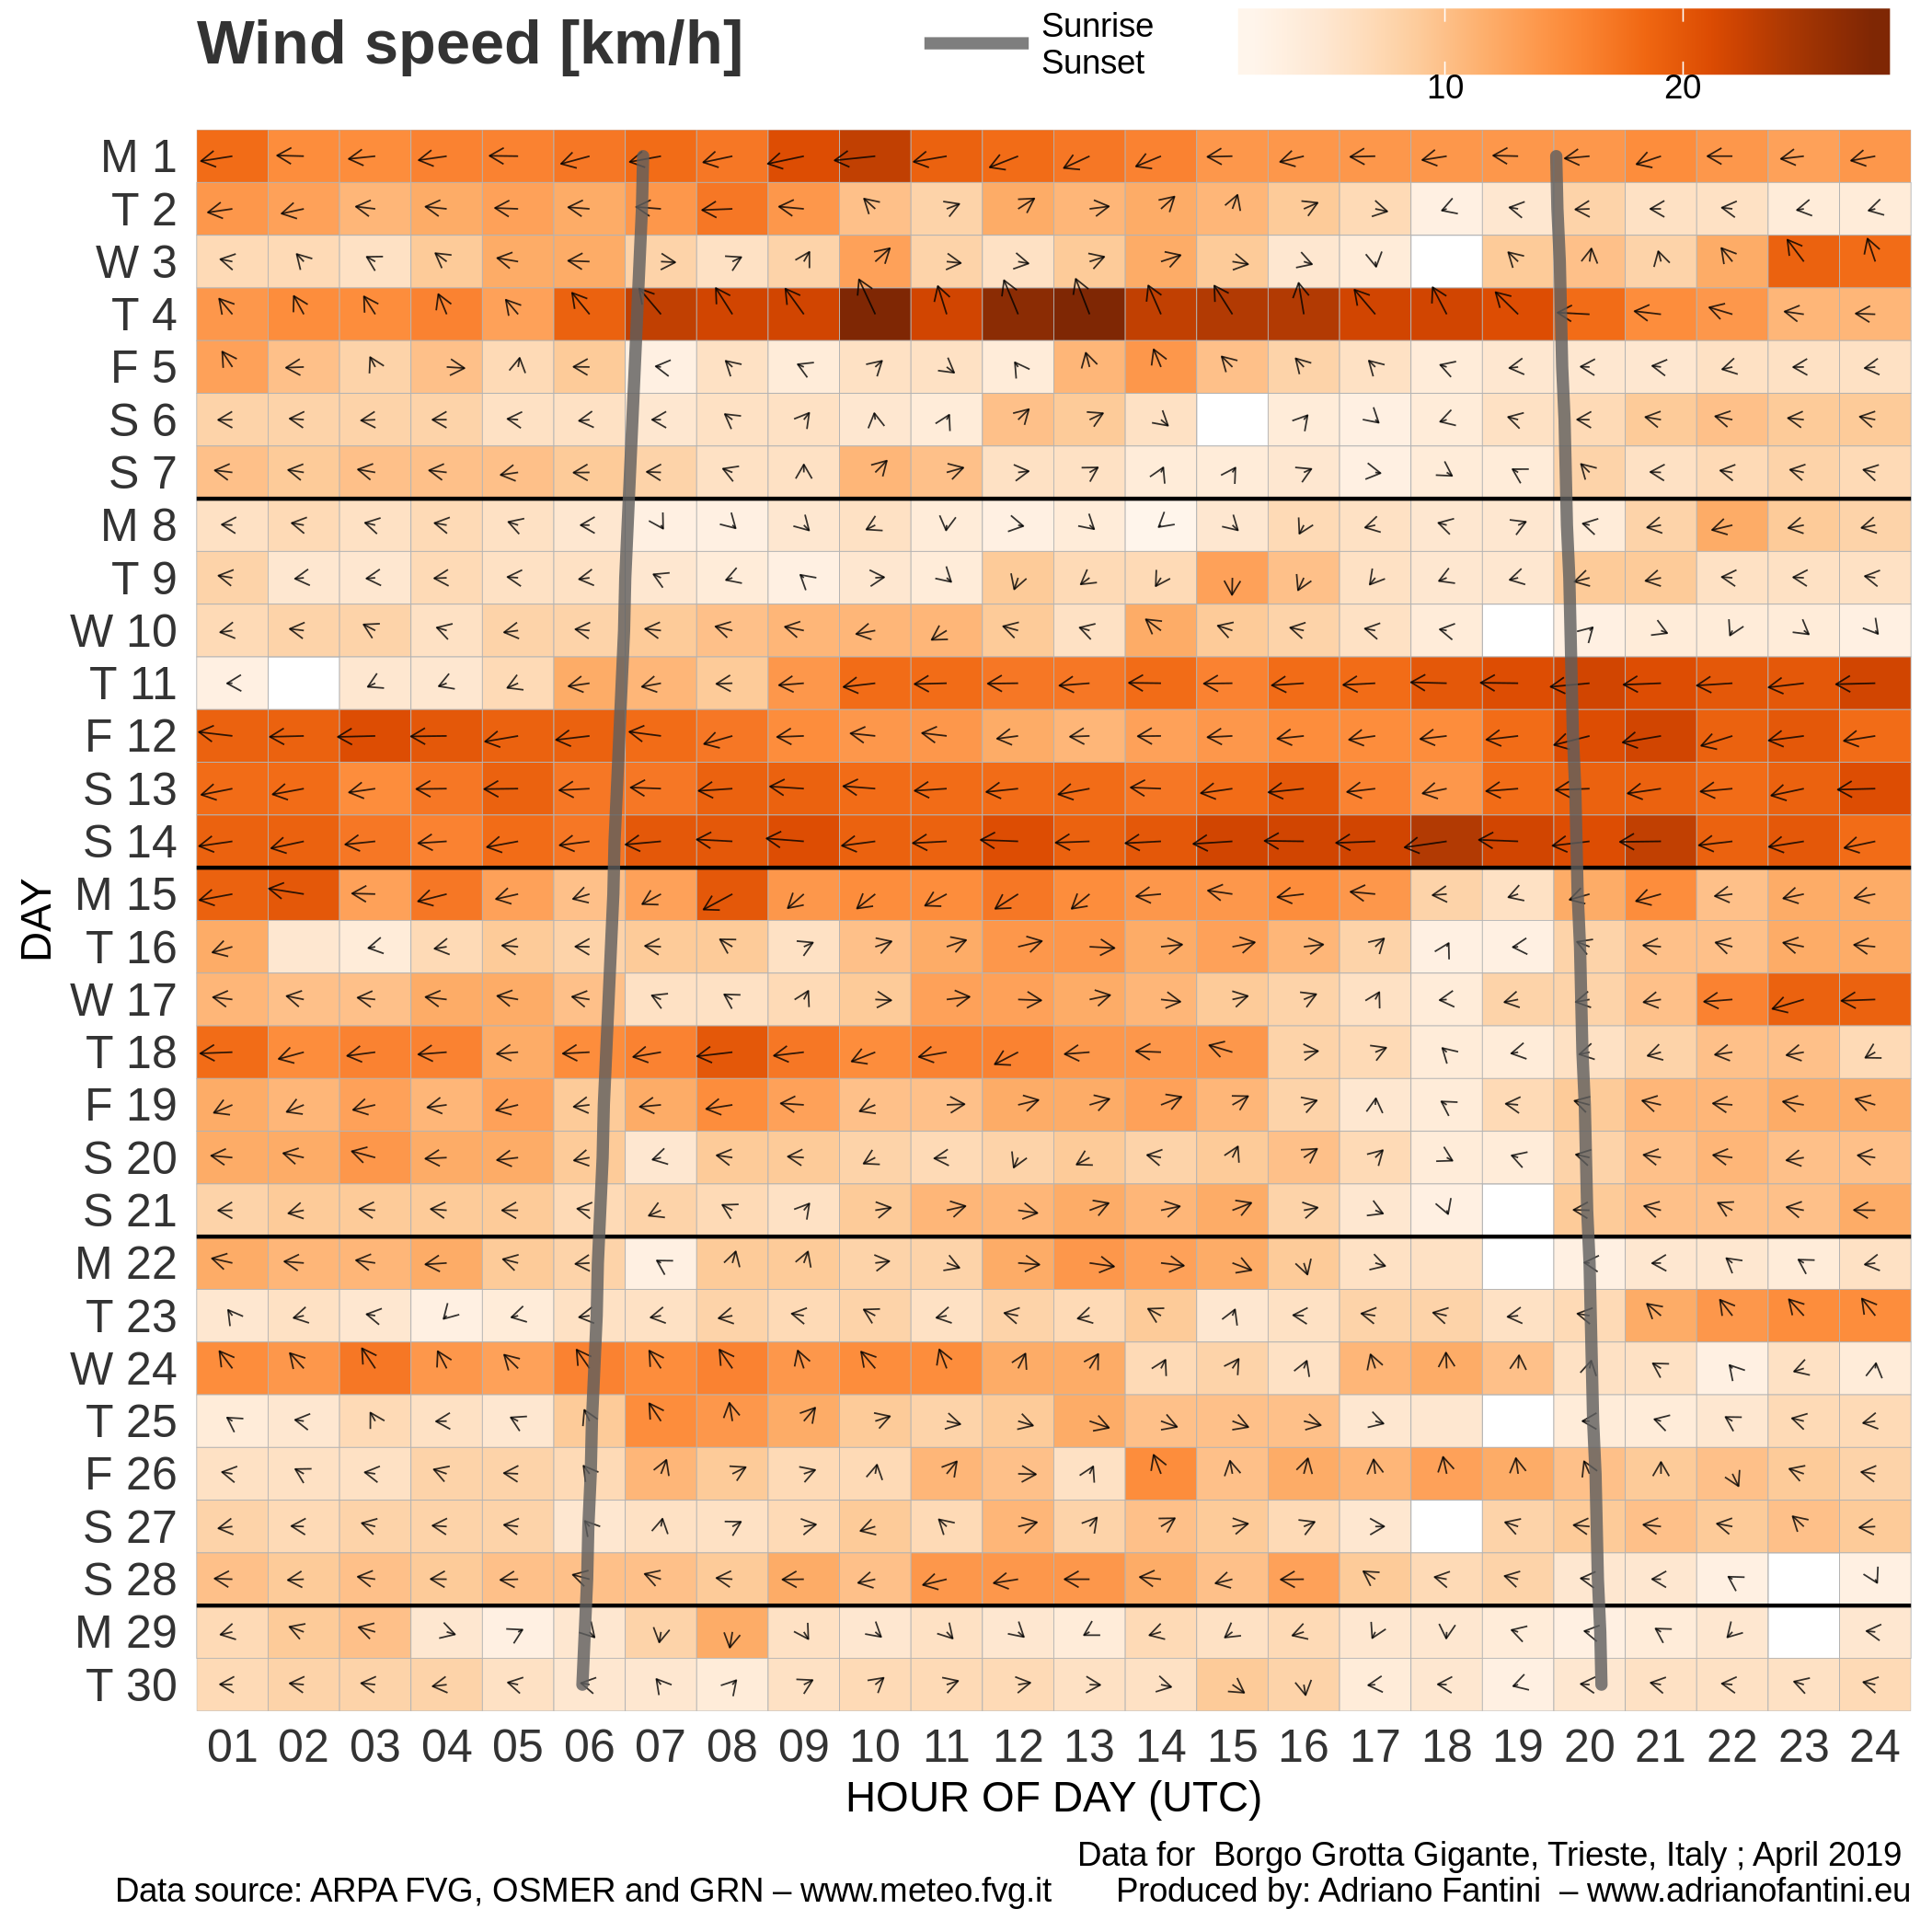 Wind speed [km/h]
Sunrise
Sunset
10 20
M 1
T 2
W 3
T 4
F 5
S 6
S 7
M 8
T 9
W 10
T 11
F 12
S 13
S 14
M 15
T 16
W 17
T 18
F 19
S 20
S 21
M 22
T 23
W 24
T 25
F 26
S 27
S 28
M 29
T 30
DAY
01 02 03 04 05 06 07 08 09 10 11 12 13 14 15 16 17 18 19 20 21 22 23 24
HOUR OF DAY (UTC)
Data for Borgo Grotta Gigante, Trieste, Italy ; April 2019
Data source: ARPA FVG, OSMER and GRN – www.meteo.fvg.it Produced by: Adriano Fantini – www.adrianofantini.eu